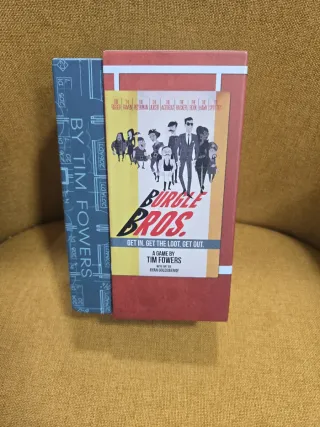 BY TIM FOWERS
BURGLE
BROS.
GET IN. GET THE LOOT. GET OUT.
A GAME BY
TIM FOWERS